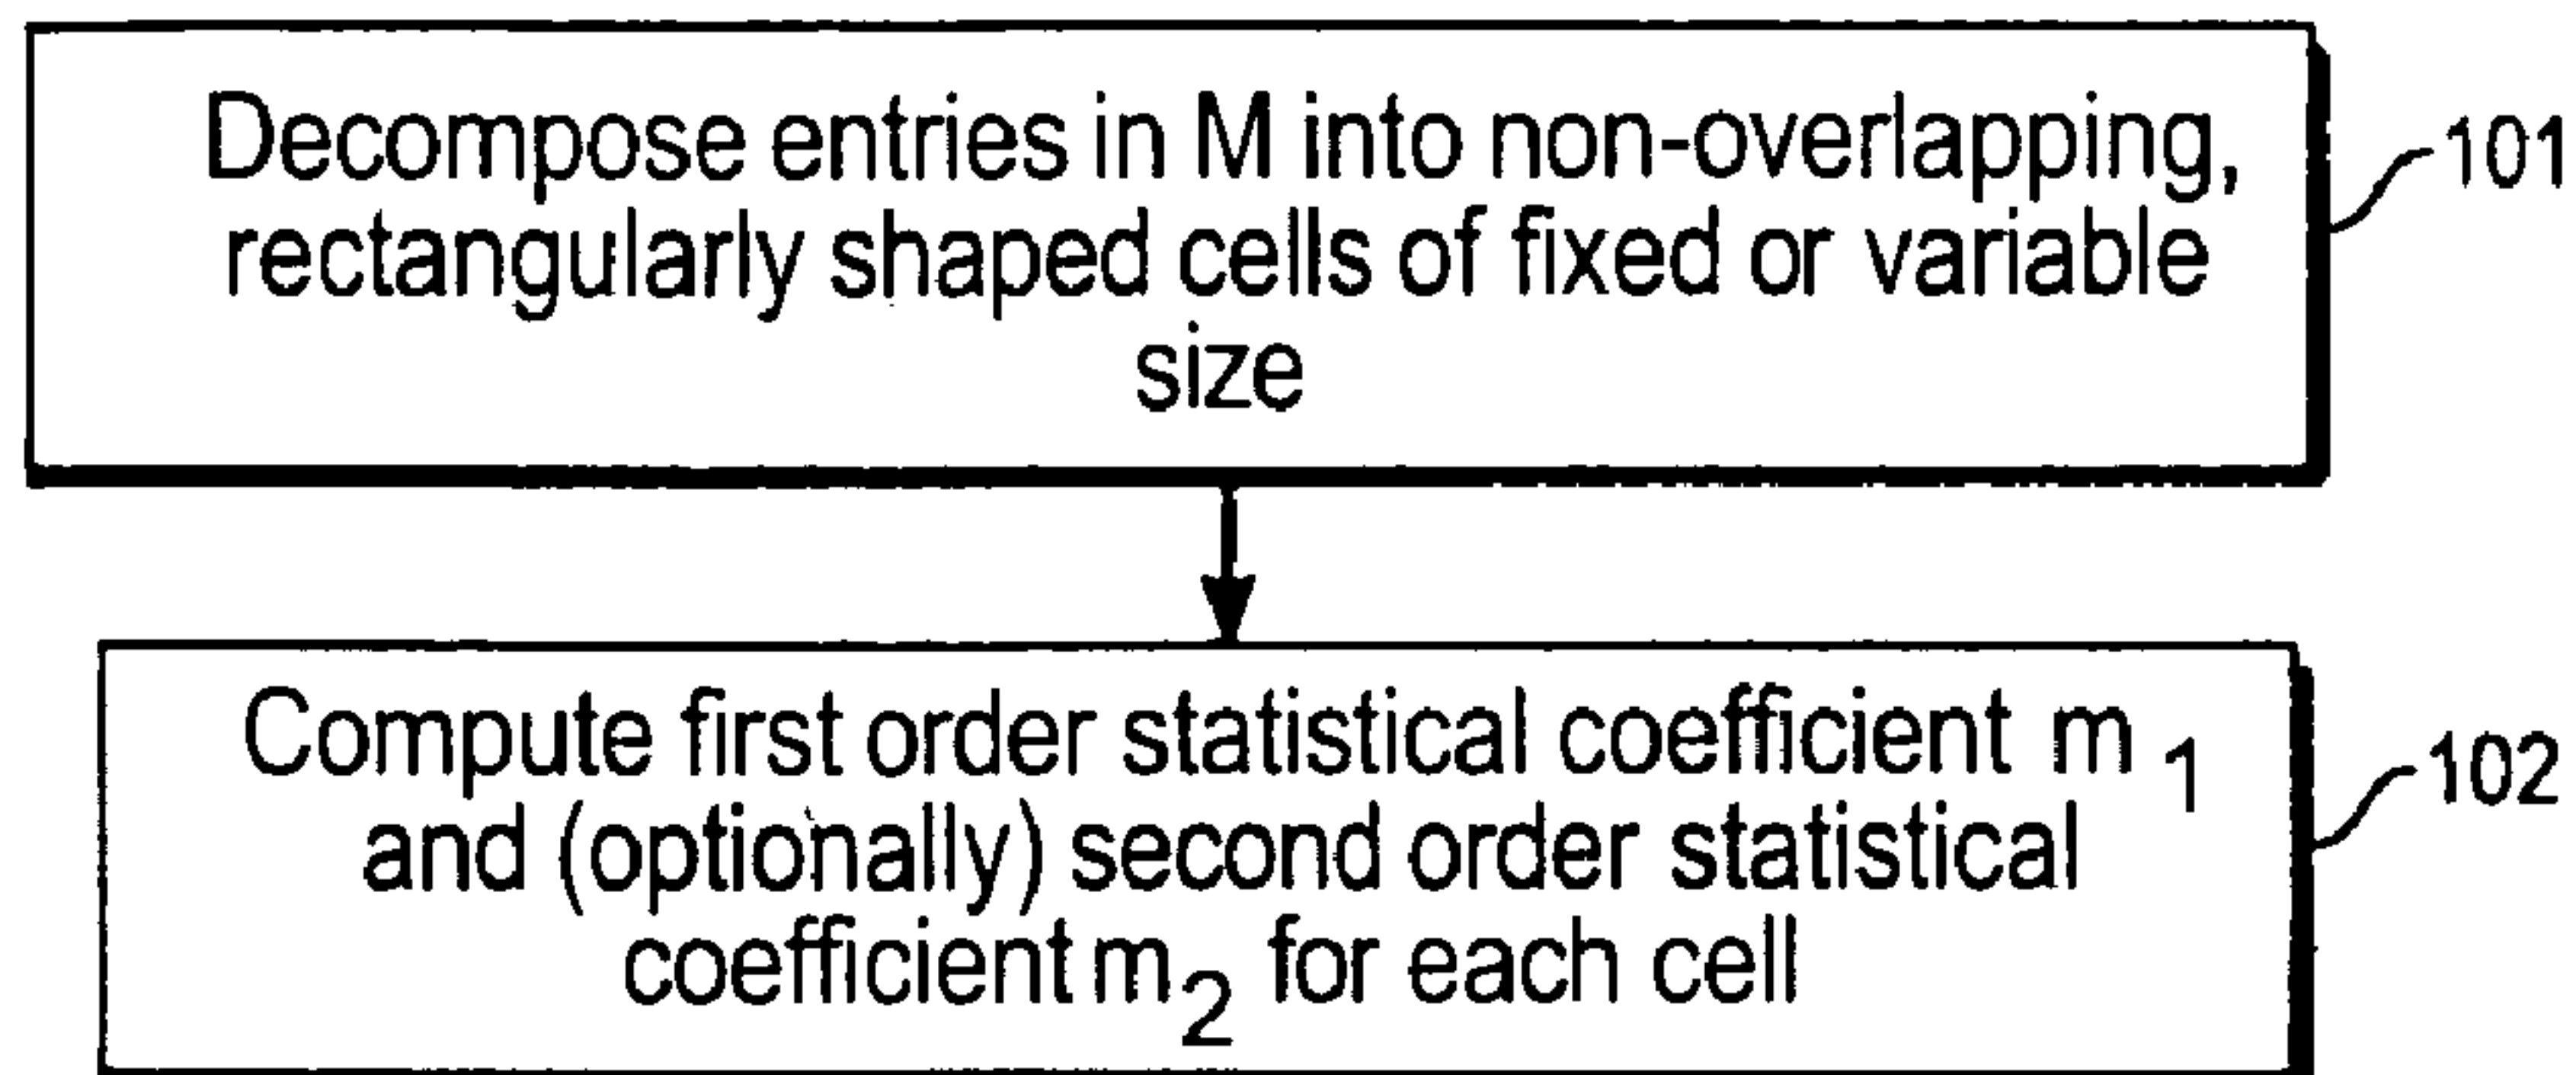 Decompose entries in M into non-overlapping,
rectangularly shaped cells of fixed or variable
size
101
Compute first order statistical coefficient m 1
and (optionally) second order statistical
coefficient m2 for each cell
102